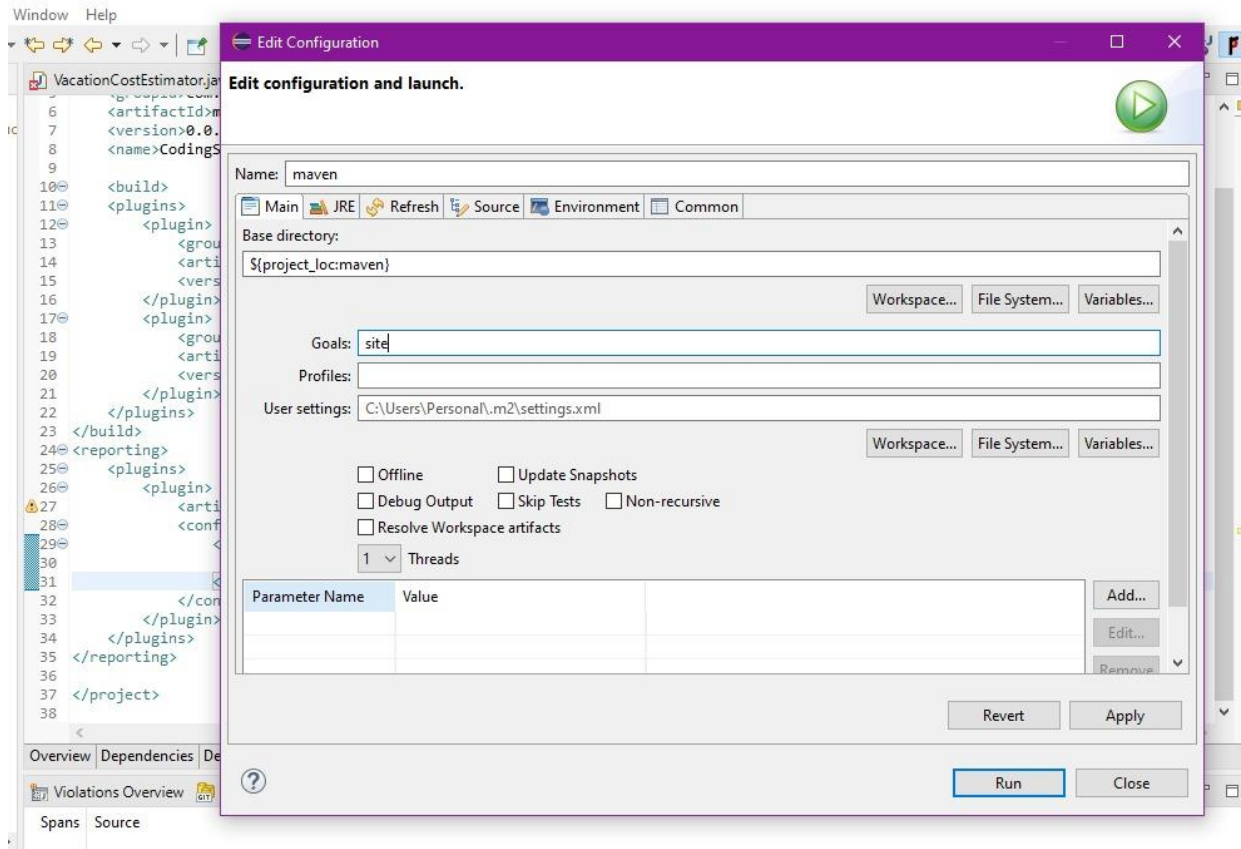 Window Help
Edit Configuration
VacationCostEstimator.ja
Edit configuration and launch.
6 <artifactId>m
7 <version>0.0.
8 <name>CodingS
9
10 <build>
11 <plugins>
12 <plugin>
13 <grou
14 <arti
15 <vers
16 </plugin>
17 <plugin>
18 <grou
19 <arti
20 <vers
21 </plugin>
22 </plugins>
23 </build>
24 <reporting>
25 <plugins>
26 <plugin>
27 <arti
28 <conf
29 <
30
31 <
32 </con
33 </plugin>
34 </plugins>
35 </reporting>
36
37 </project>
38
Name: maven
Main JRE Refresh Source Environment Common
Base directory:
${project_loc:maven}
Workspace... File System... Variables...
Goals: site
Profiles:
User settings: C:\Users\Personal\.m2\settings.xml
Workspace... File System... Variables...
Offline Update Snapshots
Debug Output Skip Tests Non-recursive
Resolve Workspace artifacts
1 Threads
Parameter Name Value
Add...
Edit...
Remove
Revert Apply
Overview Dependencies De
Run Close
Violations Overview GIT
Spans Source